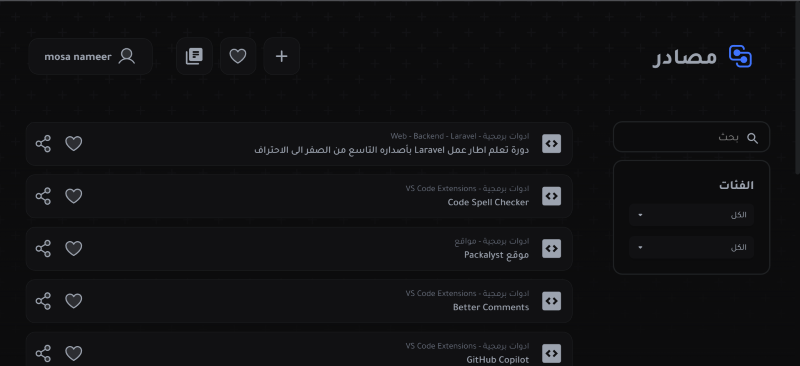 مصادر
mosa nameer
بحث
الفئات
الكل
الكل
ادوات برمجية - Web - Backend - Laravel
دورة تعلم اطار عمل Laravel بأصداره التاسع من الصفر الى الاحتراف
ادوات برمجية - VS Code Extensions
Code Spell Checker
ادوات برمجية - مواقع
موقع Packalyst
ادوات برمجية - VS Code Extensions
Better Comments
ادوات برمجية - VS Code Extensions
GitHub Copilot